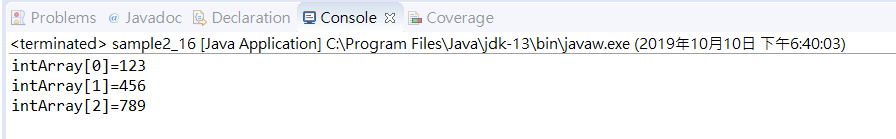 Problems @ Javadoc Declaration Console Coverage
<terminated> sample2_16 [Java Application] C:\Program Files\Java\jdk-13\bin\javaw.exe (2019年10月10日 下午6:40:03)
intArray[0]=123
intArray[1]=456
intArray[2]=789